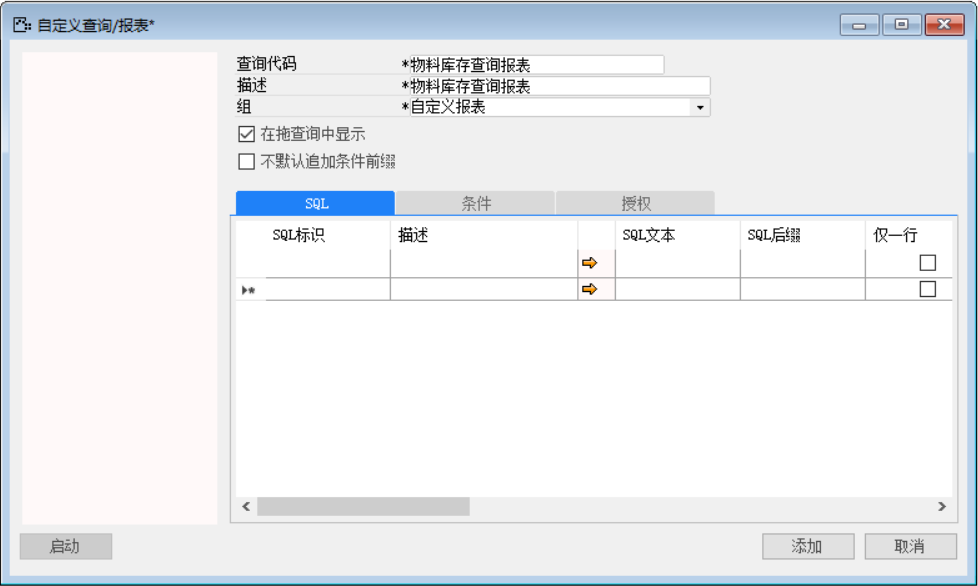 自定义查询/报表*
查询代码 *物料库存查询报表
描述 *物料库存查询报表
组 *自定义报表
在拖查询中显示
不默认追加条件前缀
SQL 条件 授权
SQL标识 描述 SQL文本 SQL后缀 仅一行
启动 添加 取消